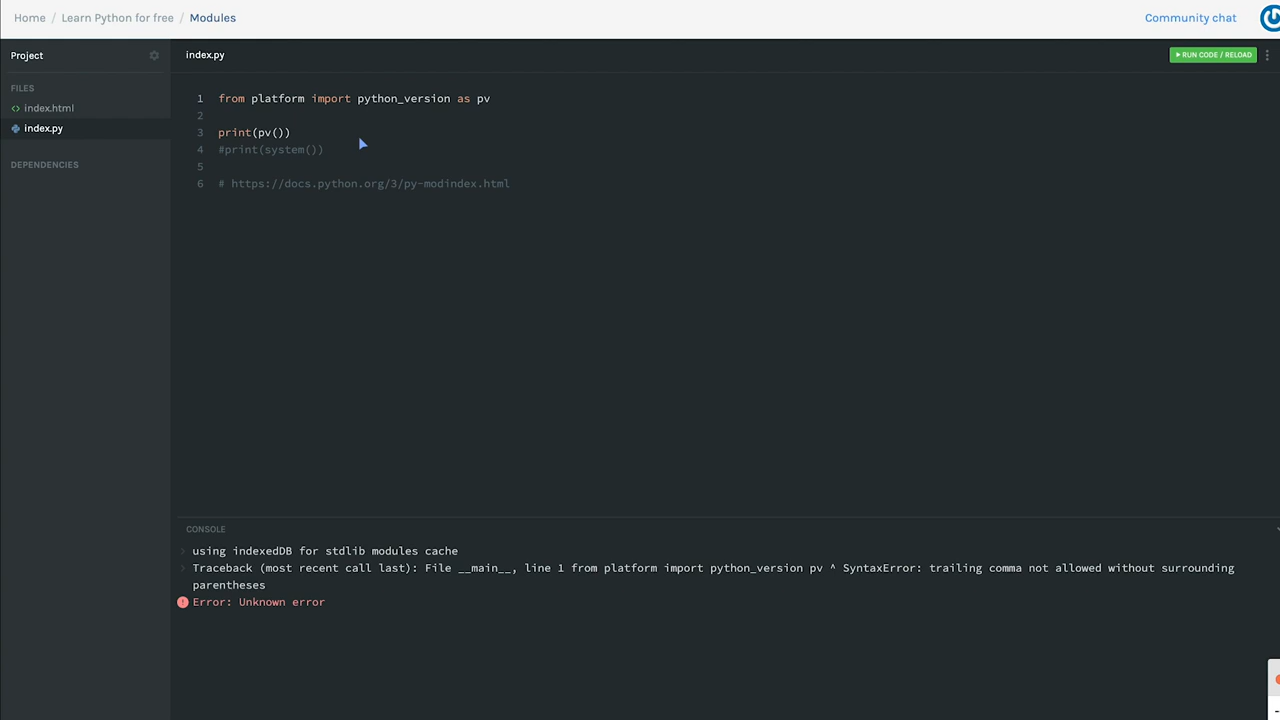 Home / Learn Python for free / Modules
Community chat
Project
index.py
RUN CODE / RELOAD
FILES
index.html
index.py
DEPENDENCIES
1 from platform import python_version as pv
2
3 print(pv())
4 #print(system())
5
6 # https://docs.python.org/3/py-modindex.html
CONSOLE
using indexedDB for stdlib modules cache
Traceback (most recent call last): File __main__, line 1 from platform import python_version pv ^ SyntaxError: trailing comma not allowed without surrounding
parentheses
Error: Unknown error